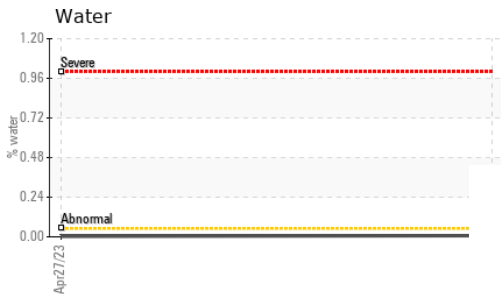 Water
1.20
Severe
0.96
0.72
% water
0.48
0.24
Abnormal
0.00
Apr27/23